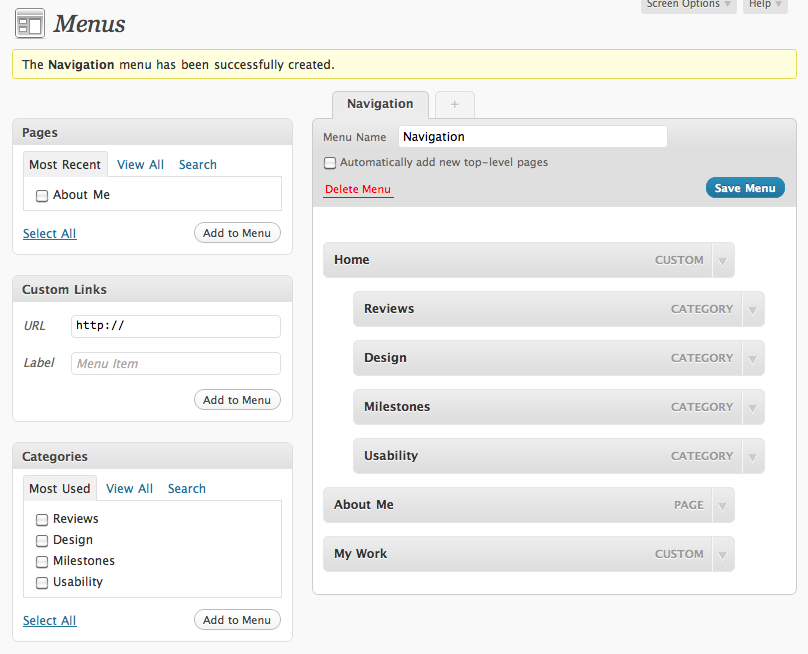 Screen Options Help
Menus
The Navigation menu has been successfully created.
Pages
Most Recent View All Search
About Me
Select All Add to Menu
Custom Links
URL http://
Label Menu Item
Add to Menu
Categories
Most Used View All Search
Reviews
Design
Milestones
Usability
Select All Add to Menu
Navigation +
Menu Name Navigation
Automatically add new top-level pages
Delete Menu Save Menu
Home CUSTOM
Reviews CATEGORY
Design CATEGORY
Milestones CATEGORY
Usability CATEGORY
About Me PAGE
My Work CUSTOM